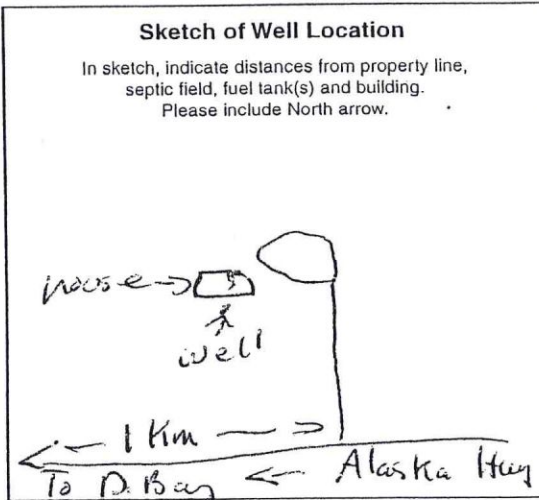 Sketch of Well Location
In sketch, indicate distances from property line,
septic field, fuel tank(s) and building.
Please include North arrow.
house
well
1 Km
To D. Bay
Alaska Hwy